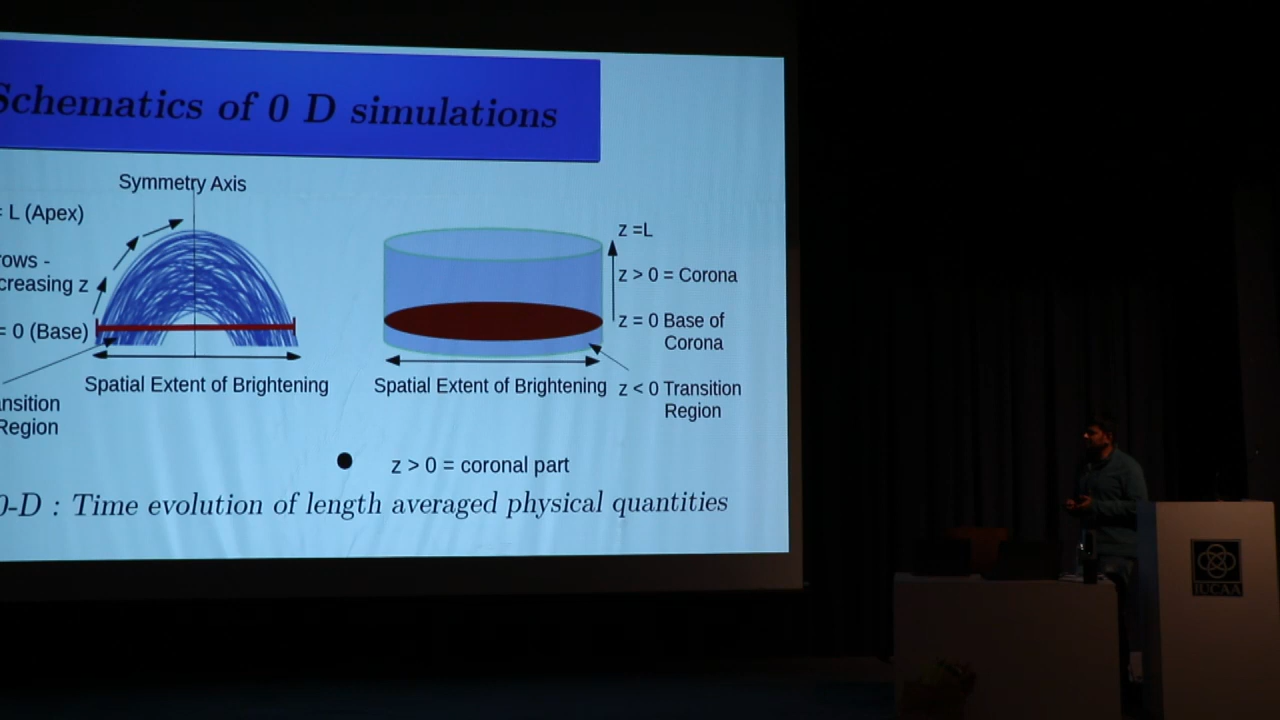 Schematics of 0 D simulations
Symmetry Axis
= L (Apex)
rows -
creasing z
= 0 (Base)
Spatial Extent of Brightening
ansition
Region
z =L
z > 0 = Corona
z = 0 Base of
Corona
Spatial Extent of Brightening
z < 0 Transition
Region
z > 0 = coronal part
0-D : Time evolution of length averaged physical quantities
IUCAA